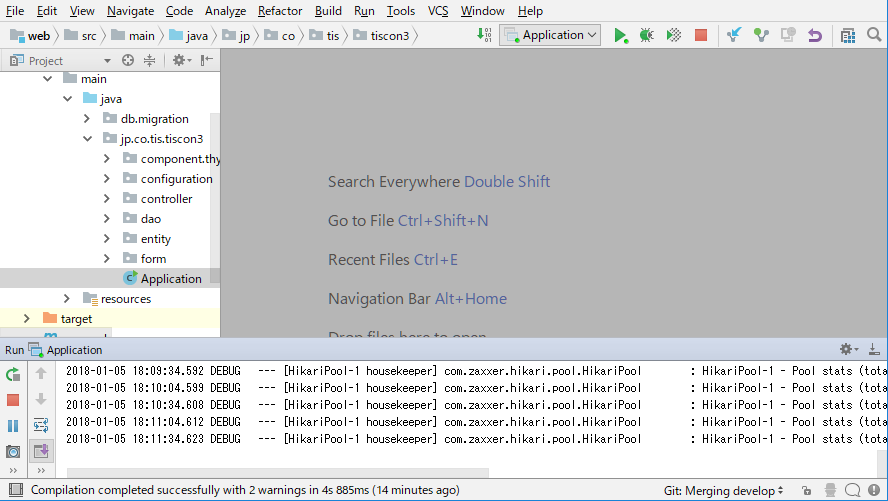 File Edit View Navigate Code Analyze Refactor Build Run Tools VCS Window Help
web src main java jp co tis tiscon3 Application
Project
main
java
db.migration
jp.co.tis.tiscon3
component.thy
configuration
controller
dao
entity
form
Application
resources
target
Search Everywhere Double Shift
Go to File Ctrl+Shift+N
Recent Files Ctrl+E
Navigation Bar Alt+Home
Drop files here to open
Run Application
2018-01-05 18:09:34.592 DEBUG --- [HikariPool-1 housekeeper] com.zaxxer.hikari.pool.HikariPool : HikariPool-1 - Pool stats (tota
2018-01-05 18:10:04.599 DEBUG --- [HikariPool-1 housekeeper] com.zaxxer.hikari.pool.HikariPool : HikariPool-1 - Pool stats (tota
2018-01-05 18:10:34.608 DEBUG --- [HikariPool-1 housekeeper] com.zaxxer.hikari.pool.HikariPool : HikariPool-1 - Pool stats (tota
2018-01-05 18:11:04.612 DEBUG --- [HikariPool-1 housekeeper] com.zaxxer.hikari.pool.HikariPool : HikariPool-1 - Pool stats (tota
2018-01-05 18:11:34.623 DEBUG --- [HikariPool-1 housekeeper] com.zaxxer.hikari.pool.HikariPool : HikariPool-1 - Pool stats (tota
Compilation completed successfully with 2 warnings in 4s 885ms (14 minutes ago) Git: Merging develop